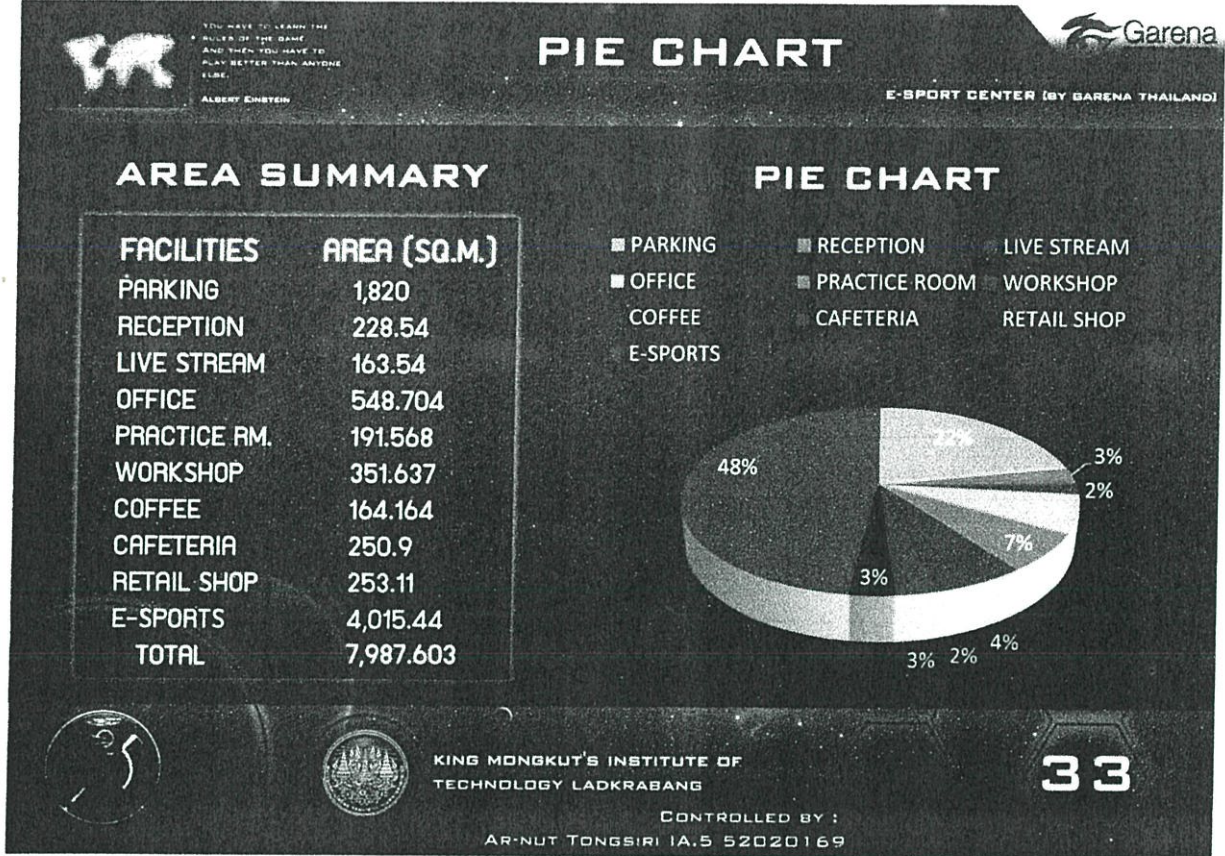 YOU HAVE TO LEARN THE
RULES OF THE GAME.
AND THEN YOU HAVE TO
PLAY BETTER THAN ANYONE
ELSE.
ALBERT EINSTEIN
PIE CHART
Garena
E-SPORT CENTER (BY GARENA THAILAND)
AREA SUMMARY
FACILITIES AREA (SQ.M.)
PARKING 1,820
RECEPTION 228.54
LIVE STREAM 163.54
OFFICE 548.704
PRACTICE RM. 191.568
WORKSHOP 351.637
COFFEE 164.164
CAFETERIA 250.9
RETAIL SHOP 253.11
E-SPORTS 4,015.44
TOTAL 7,987.603
PIE CHART
PARKING RECEPTION LIVE STREAM
OFFICE PRACTICE ROOM WORKSHOP
COFFEE CAFETERIA RETAIL SHOP
E-SPORTS
22%
48%
3%
2%
7%
3%
4%
3% 2%
KING MONGKUT'S INSTITUTE OF
TECHNOLOGY LADKRABANG
33
CONTROLLED BY :
AR-NUT TONGSIRI IA.5 52020169